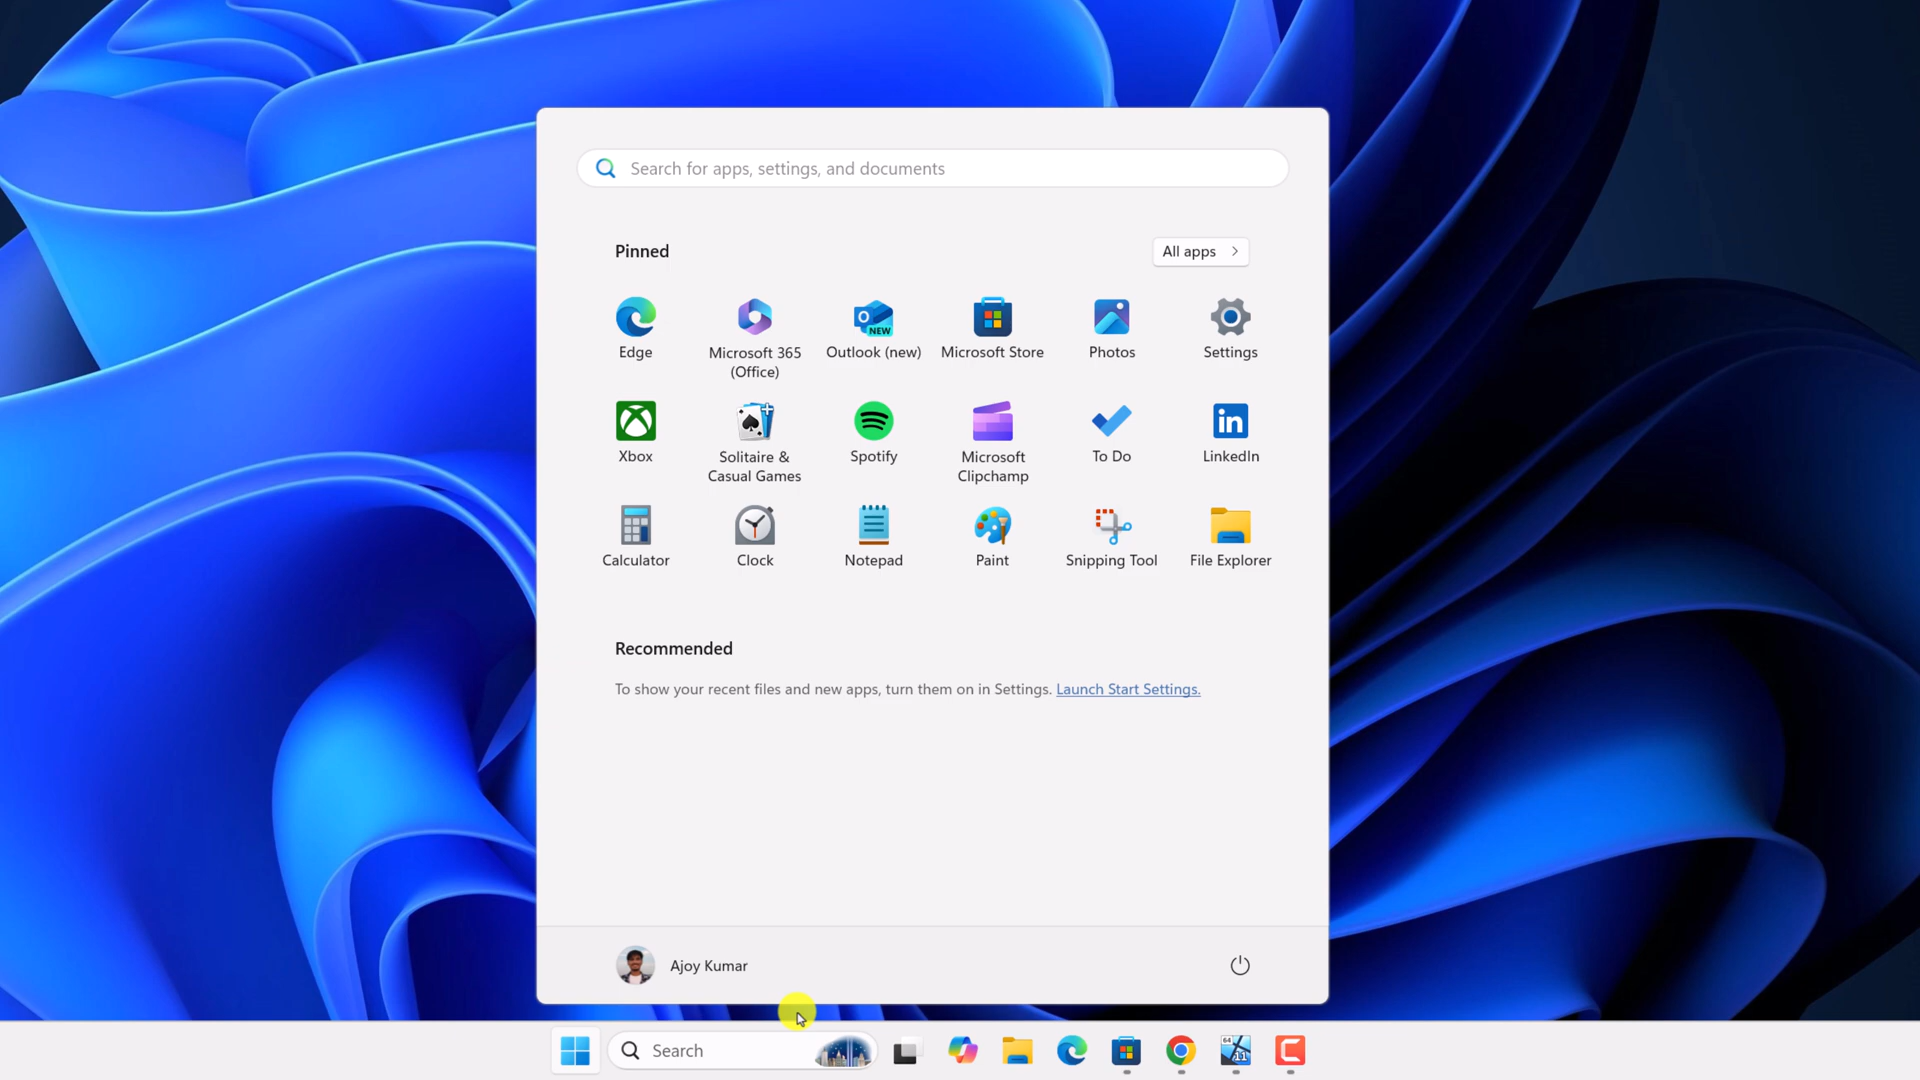 Search for apps, settings, and documents
Pinned
All apps
Edge
Microsoft 365
(Office)
Outlook (new)
Microsoft Store
Photos
Settings
Xbox
Solitaire &
Casual Games
Spotify
Microsoft
Clipchamp
To Do
LinkedIn
Calculator
Clock
Notepad
Paint
Snipping Tool
File Explorer
Recommended
To show your recent files and new apps, turn them on in Settings. Launch Start Settings.
Ajoy Kumar
Search